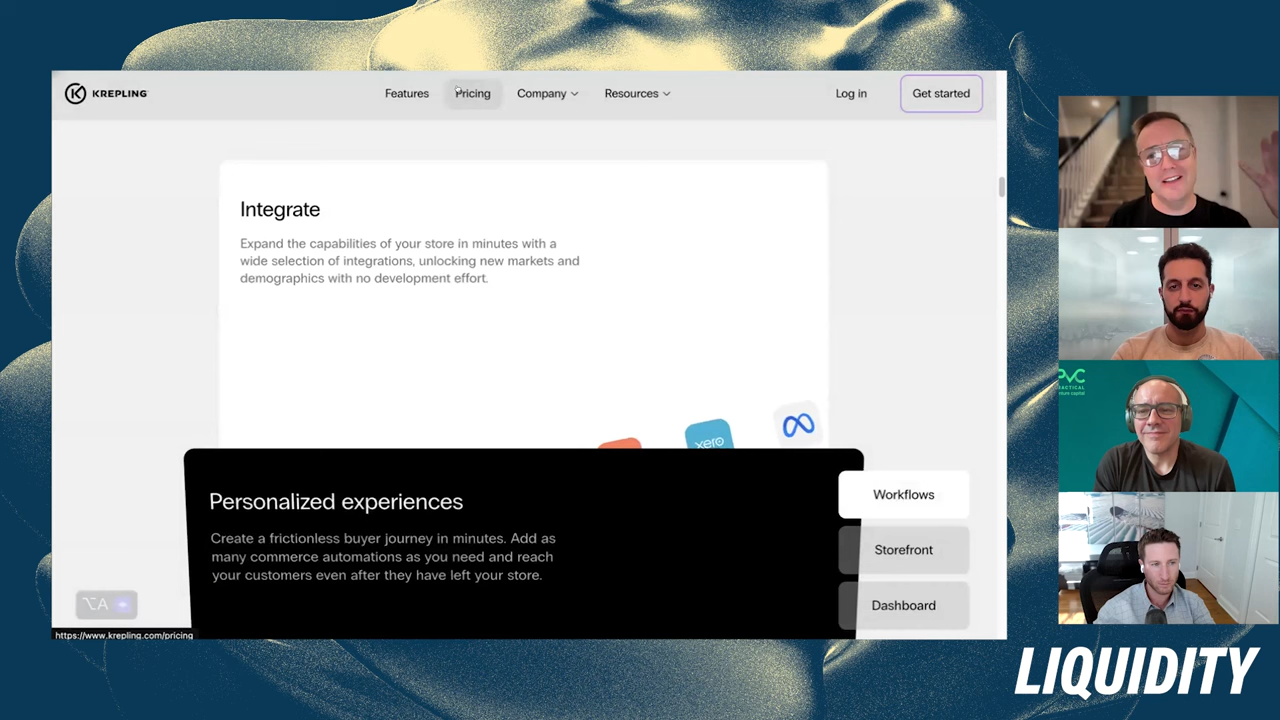 KREPLING
Features
Pricing
Company
Resources
Log in
Get started
Integrate
Expand the capabilities of your store in minutes with a
wide selection of integrations, unlocking new markets and
demographics with no development effort.
xero
Personalized experiences
Create a frictionless buyer journey in minutes. Add as
many commerce automations as you need and reach
your customers even after they have left your store.
Workflows
Storefront
Dashboard
⌥A
https://www.krepling.com/pricing
PVC
LIQUIDITY